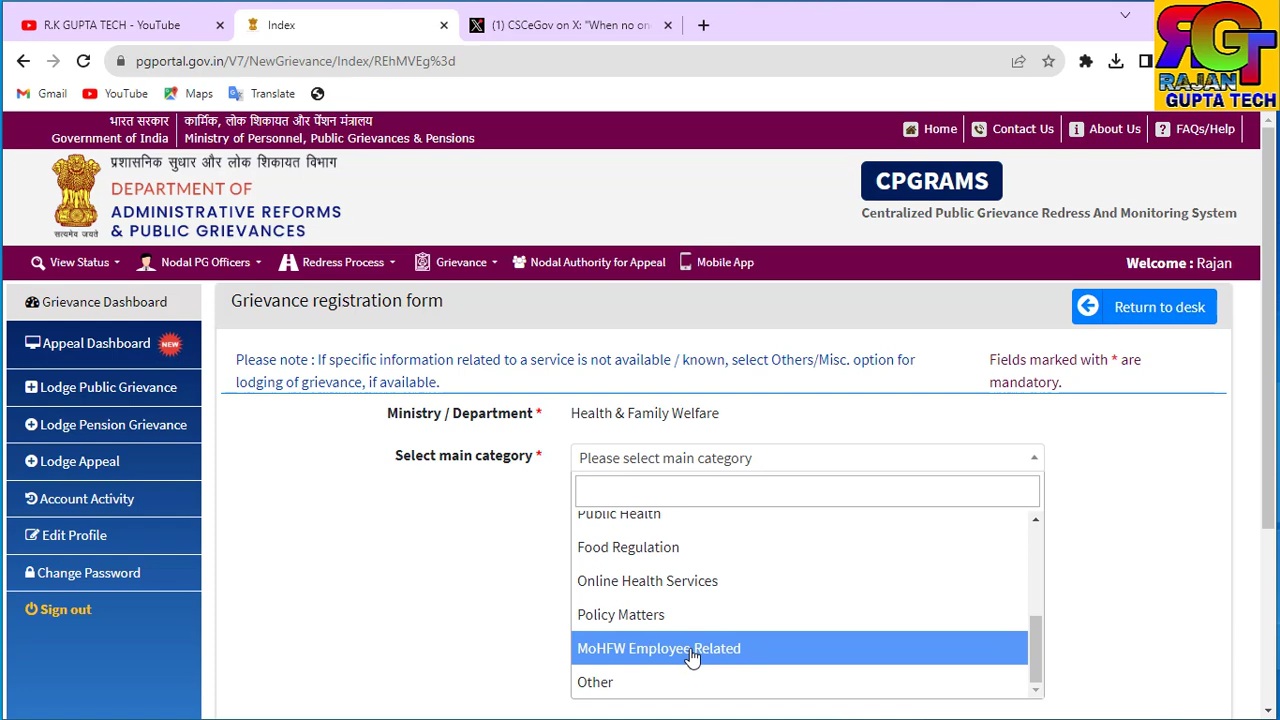 R.K GUPTA TECH - YouTube
Index
(1) CSCeGov on X: "When no on
pgportal.gov.in/V7/NewGrievance/Index/REhMVEg%3d
Gmail
YouTube
Maps
Translate
RGT
RAJAN
GUPTA TECH
भारत सरकार
Government of India
कार्मिक, लोक शिकायत और पेंशन मंत्रालय
Ministry of Personnel, Public Grievances & Pensions
Home
Contact Us
About Us
FAQs/Help
सत्यमेव जयते
प्रशासनिक सुधार और लोक शिकायत विभाग
DEPARTMENT OF
ADMINISTRATIVE REFORMS
& PUBLIC GRIEVANCES
CPGRAMS
Centralized Public Grievance Redress And Monitoring System
View Status
Nodal PG Officers
Redress Process
Grievance
Nodal Authority for Appeal
Mobile App
Welcome : Rajan
Grievance Dashboard
Appeal Dashboard NEW
Lodge Public Grievance
Lodge Pension Grievance
Lodge Appeal
Account Activity
Edit Profile
Change Password
Sign out
Grievance registration form
Return to desk
Please note : If specific information related to a service is not available / known, select Others/Misc. option for
lodging of grievance, if available.
Fields marked with * are
mandatory.
Ministry / Department * Health & Family Welfare
Select main category * Please select main category
Public Health
Food Regulation
Online Health Services
Policy Matters
MoHFW Employee Related
Other